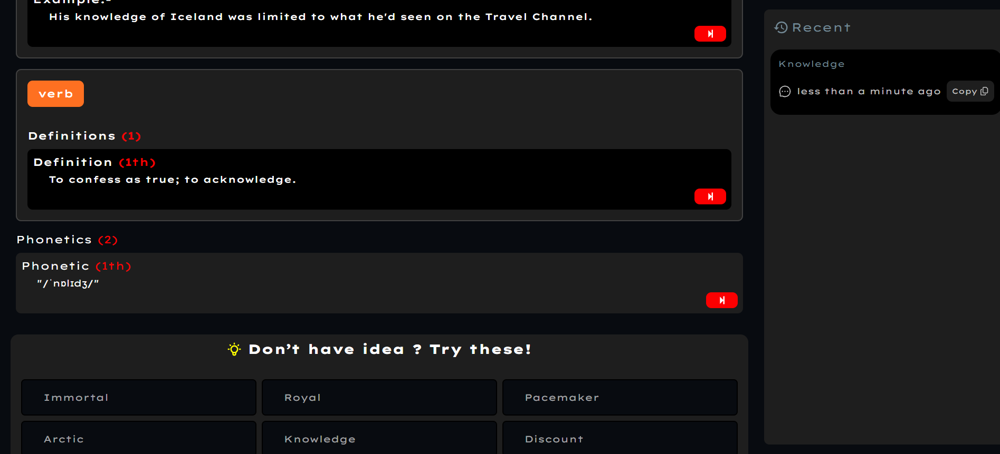 Example:-
His knowledge of Iceland was limited to what he'd seen on the Travel Channel.
verb
Definitions (1)
Definition (1th)
To confess as true; to acknowledge.
Phonetics (2)
Phonetic (1th)
"/ˈnɒlɪdʒ/"
Don’t have idea ? Try these!
Immortal
Royal
Pacemaker
Arctic
Knowledge
Discount
Recent
Knowledge
less than a minute ago
Copy